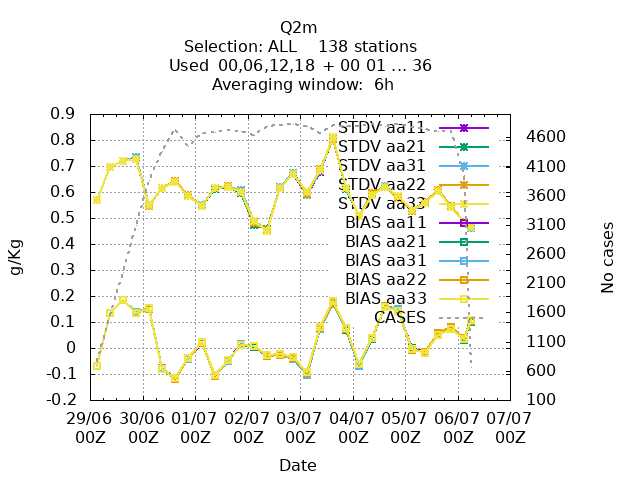 Q2m
Selection: ALL    138 stations
Used  00,06,12,18 + 00 01 ... 36
Averaging window:  6h
0.9
0.8
0.7
0.6
0.5
0.4
0.3
0.2
0.1
0
-0.1
-0.2
g/Kg
STDV aa11
STDV aa21
STDV aa31
STDV aa22
STDV aa33
BIAS aa11
BIAS aa21
BIAS aa31
BIAS aa22
BIAS aa33
CASES
4600
4100
3600
3100
2600
2100
1600
1100
600
100
No cases
29/06 30/06 01/07 02/07 03/07 04/07 05/07 06/07 07/07
00Z 00Z 00Z 00Z 00Z 00Z 00Z 00Z 00Z
Date